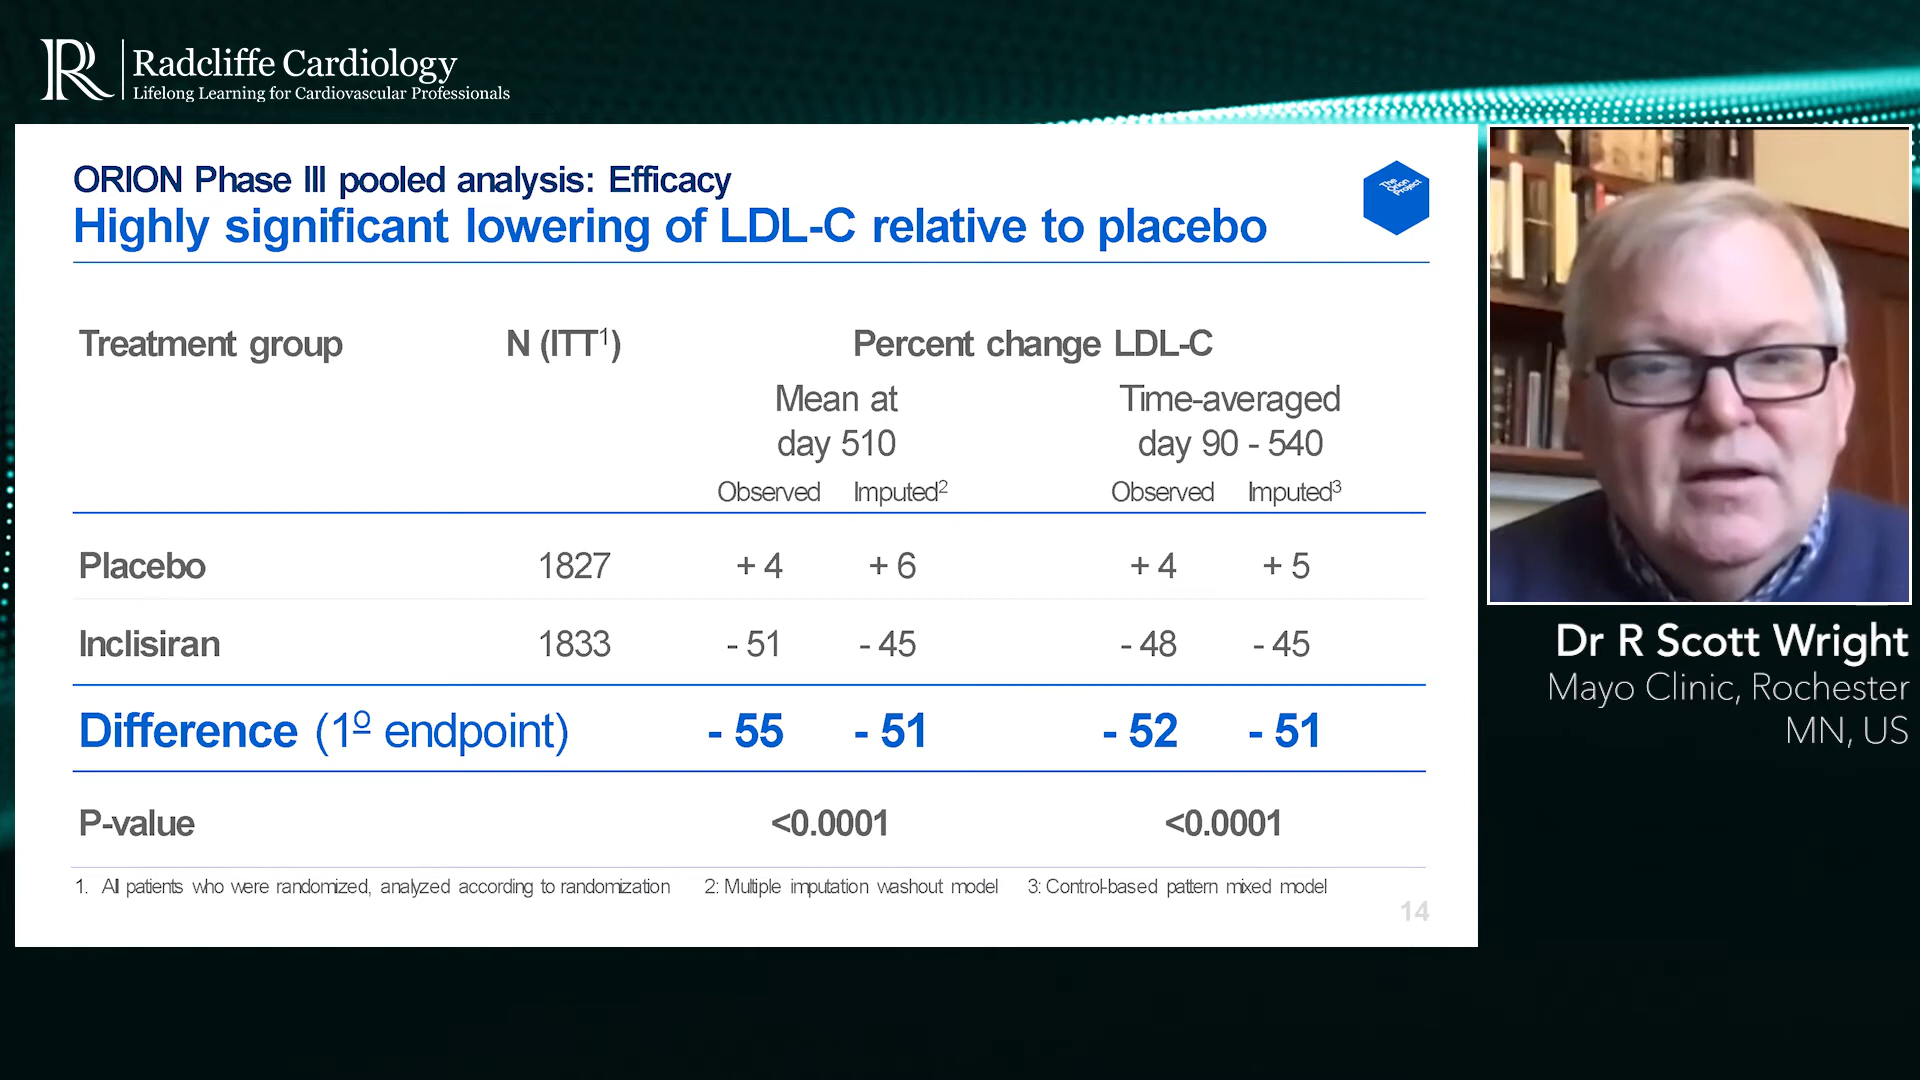 R
Radcliffe Cardiology
Lifelong Learning for Cardiovascular Professionals
ORION Phase III pooled analysis: Efficacy
Highly significant lowering of LDL-C relative to placebo
The
Orion
Project
Treatment group N (ITT¹) Percent change LDL-C
Mean at Time-averaged
day 510 day 90 - 540
Observed Imputed² Observed Imputed³
Placebo 1827 + 4 + 6 + 4 + 5
Inclisiran 1833 - 51 - 45 - 48 - 45
Difference (1º endpoint) - 55 - 51 - 52 - 51
P-value <0.0001 <0.0001
1. All patients who were randomized, analyzed according to randomization 2: Multiple imputation washout model 3: Control-based pattern mixed model
14
Dr R Scott Wright
Mayo Clinic, Rochester
MN, US